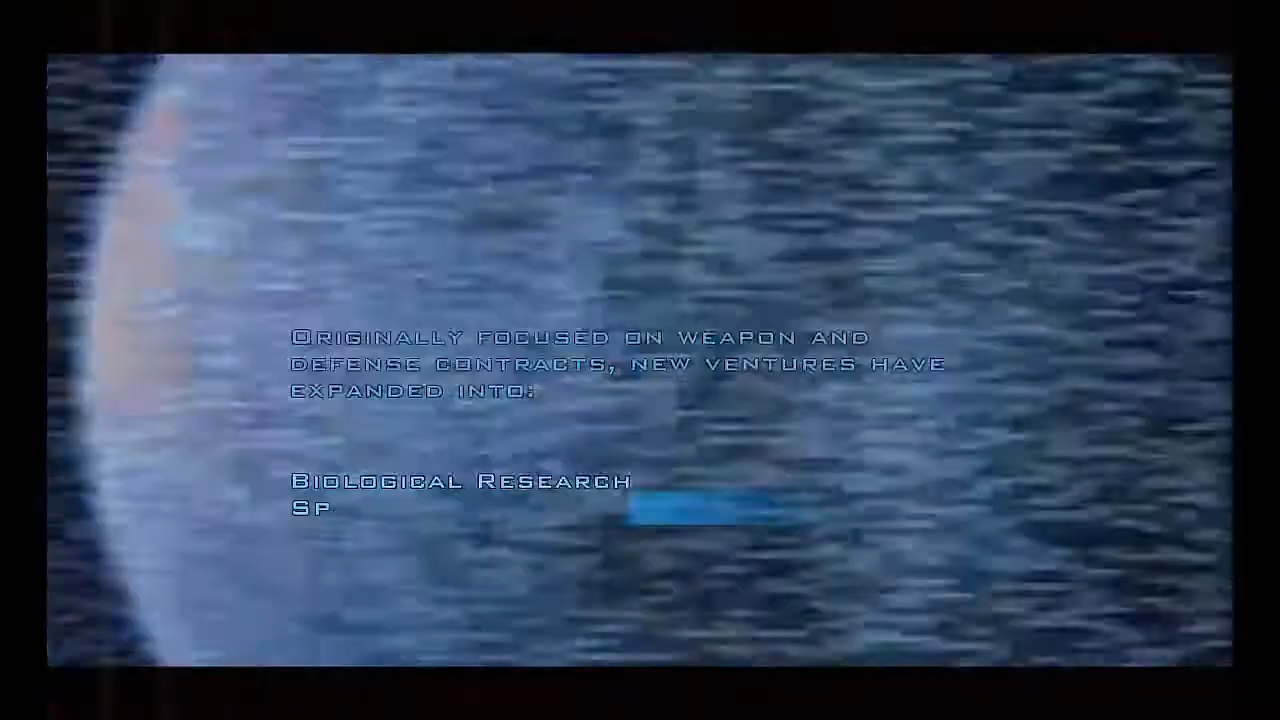 Originally focused on weapon and
defense contracts, new ventures have
expanded into:
Biological Research
Sp